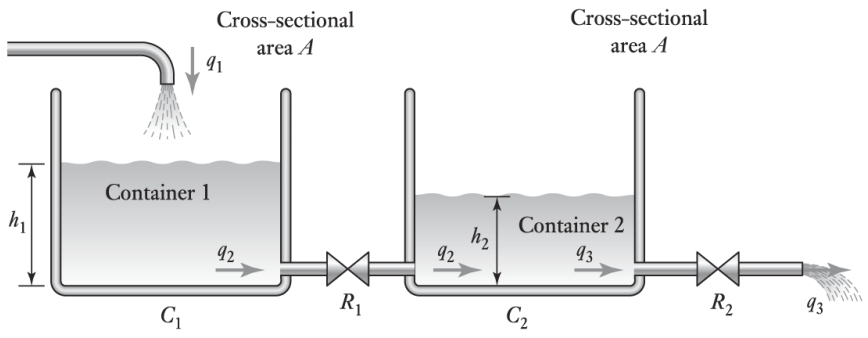 Cross-sectional
area A
Cross-sectional
area A
q1
Container 1
h1
q2
Container 2
h2
q2
q3
R1
R2
q3
C1
C2